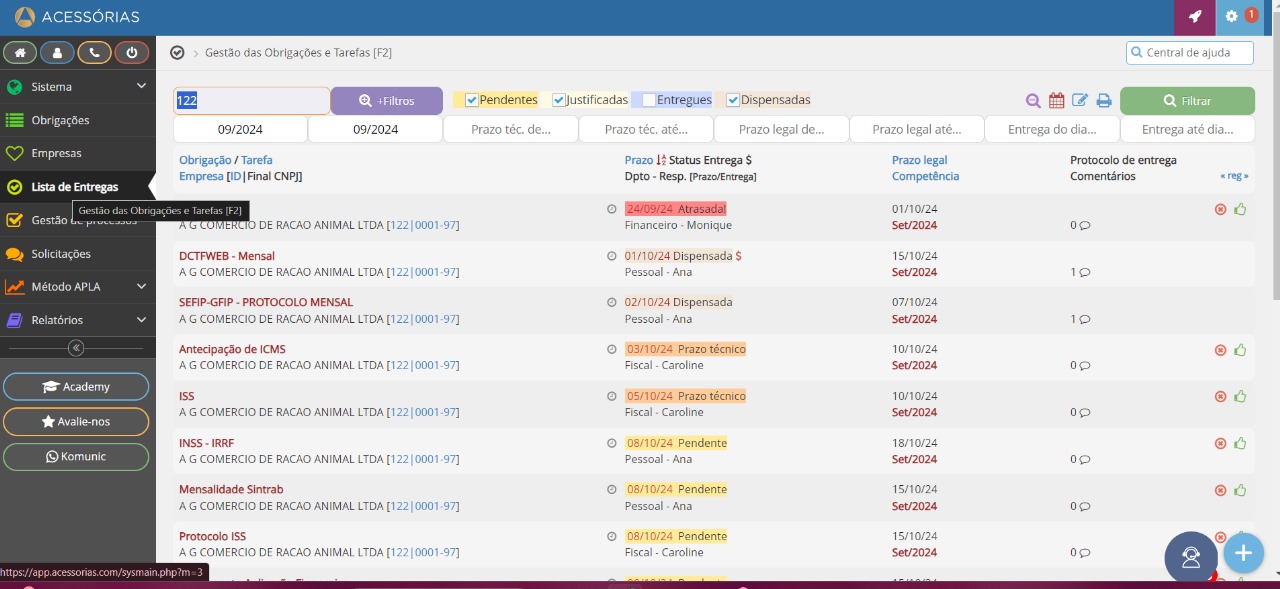 ACESSÓRIAS
1
Gestão das Obrigações e Tarefas [F2]
Central de ajuda
Sistema
Obrigações
Empresas
Lista de Entregas
Gestão das Obrigações e Tarefas [F2]
Solicitações
Método APLA
Relatórios
Academy
Avalie-nos
Komunic
122
+Filtros
Pendentes
Justificadas
Entregues
Dispensadas
Filtrar
09/2024
09/2024
Prazo téc. de...
Prazo téc. até...
Prazo legal de...
Prazo legal até...
Entrega do dia...
Entrega até dia...
Obrigação / Tarefa
Empresa [ID|Final CNPJ]
Prazo Status Entrega $
Dpto - Resp. [Prazo/Entrega]
Prazo legal
Competência
Protocolo de entrega
Comentários
« reg »
24/09/24 Atrasada!
01/10/24
A G COMERCIO DE RACAO ANIMAL LTDA [122|0001-97]
Financeiro - Monique
Set/2024
0
DCTFWEB - Mensal
01/10/24 Dispensada $
15/10/24
A G COMERCIO DE RACAO ANIMAL LTDA [122|0001-97]
Pessoal - Ana
Set/2024
1
SEFIP-GFIP - PROTOCOLO MENSAL
02/10/24 Dispensada
07/10/24
A G COMERCIO DE RACAO ANIMAL LTDA [122|0001-97]
Pessoal - Ana
Set/2024
1
Antecipação de ICMS
03/10/24 Prazo técnico
10/10/24
A G COMERCIO DE RACAO ANIMAL LTDA [122|0001-97]
Fiscal - Caroline
Set/2024
0
ISS
05/10/24 Prazo técnico
10/10/24
A G COMERCIO DE RACAO ANIMAL LTDA [122|0001-97]
Fiscal - Caroline
Set/2024
0
INSS - IRRF
08/10/24 Pendente
18/10/24
A G COMERCIO DE RACAO ANIMAL LTDA [122|0001-97]
Pessoal - Ana
Set/2024
0
Mensalidade Sintrab
08/10/24 Pendente
15/10/24
A G COMERCIO DE RACAO ANIMAL LTDA [122|0001-97]
Pessoal - Ana
Set/2024
0
Protocolo ISS
08/10/24 Pendente
15/10/24
A G COMERCIO DE RACAO ANIMAL LTDA [122|0001-97]
Fiscal - Caroline
Set/2024
0
https://app.acessorias.com/sysmain.php?m=3